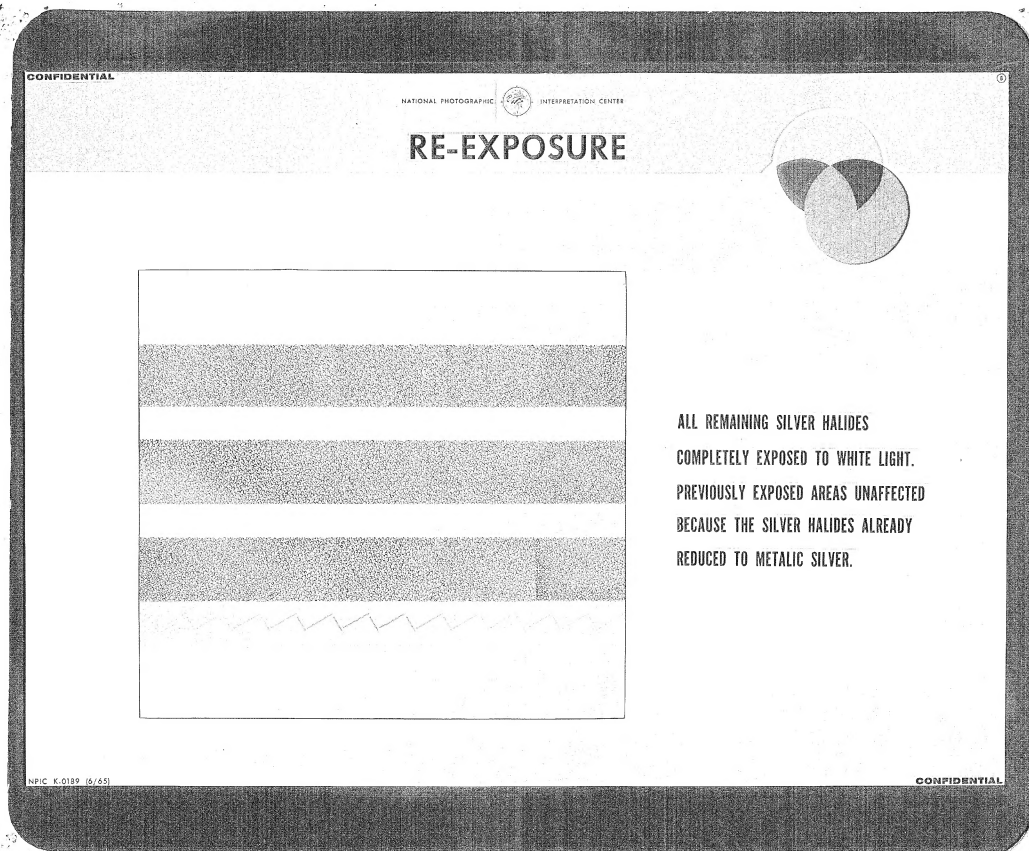 CONFIDENTIAL
8
NATIONAL PHOTOGRAPHIC INTERPRETATION CENTER
RE-EXPOSURE
ALL REMAINING SILVER HALIDES
COMPLETELY EXPOSED TO WHITE LIGHT.
PREVIOUSLY EXPOSED AREAS UNAFFECTED
BECAUSE THE SILVER HALIDES ALREADY
REDUCED TO METALIC SILVER.
NPIC K-0189 (6/65)
CONFIDENTIAL